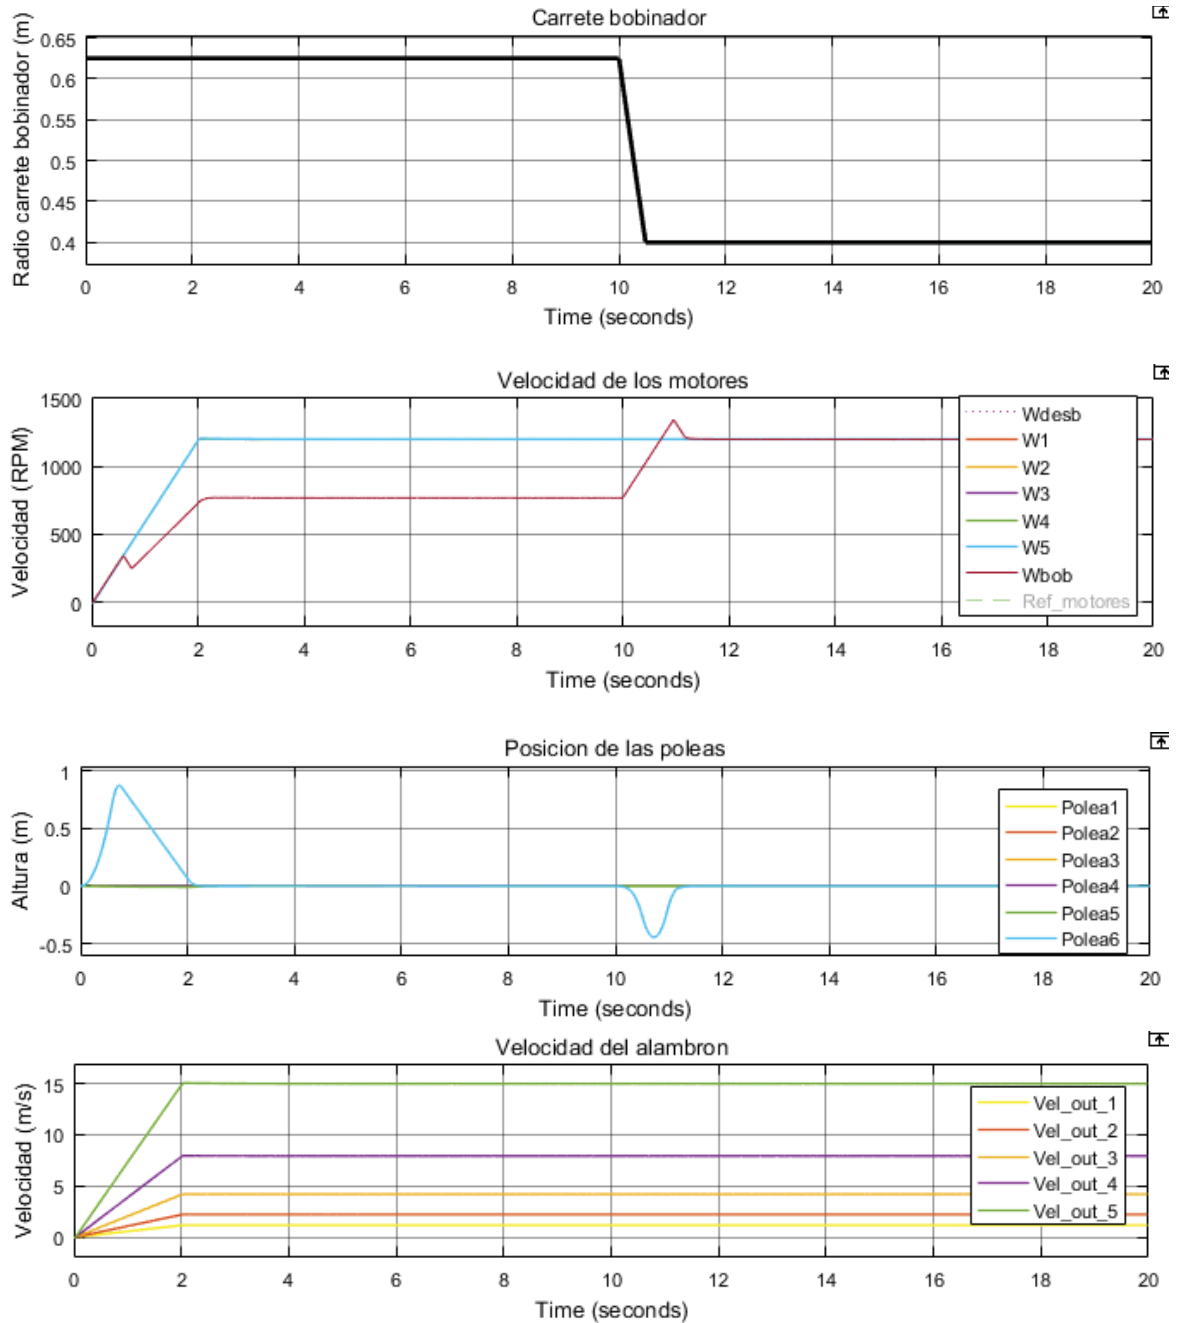 Carrete bobinador
Radio carrete bobinador (m)
0.65
0.6
0.55
0.5
0.45
0.4
0 2 4 6 8 10 12 14 16 18 20
Time (seconds)
Velocidad de los motores
Velocidad (RPM)
1500
1000
500
0
Wdesb
W1
W2
W3
W4
W5
Wbob
Ref_motores
0 2 4 6 8 10 12 14 16 18 20
Time (seconds)
Posicion de las poleas
Altura (m)
1
0.5
0
-0.5
Polea1
Polea2
Polea3
Polea4
Polea5
Polea6
0 2 4 6 8 10 12 14 16 18 20
Time (seconds)
Velocidad del alambron
Velocidad (m/s)
15
10
5
0
Vel_out_1
Vel_out_2
Vel_out_3
Vel_out_4
Vel_out_5
0 2 4 6 8 10 12 14 16 18 20
Time (seconds)